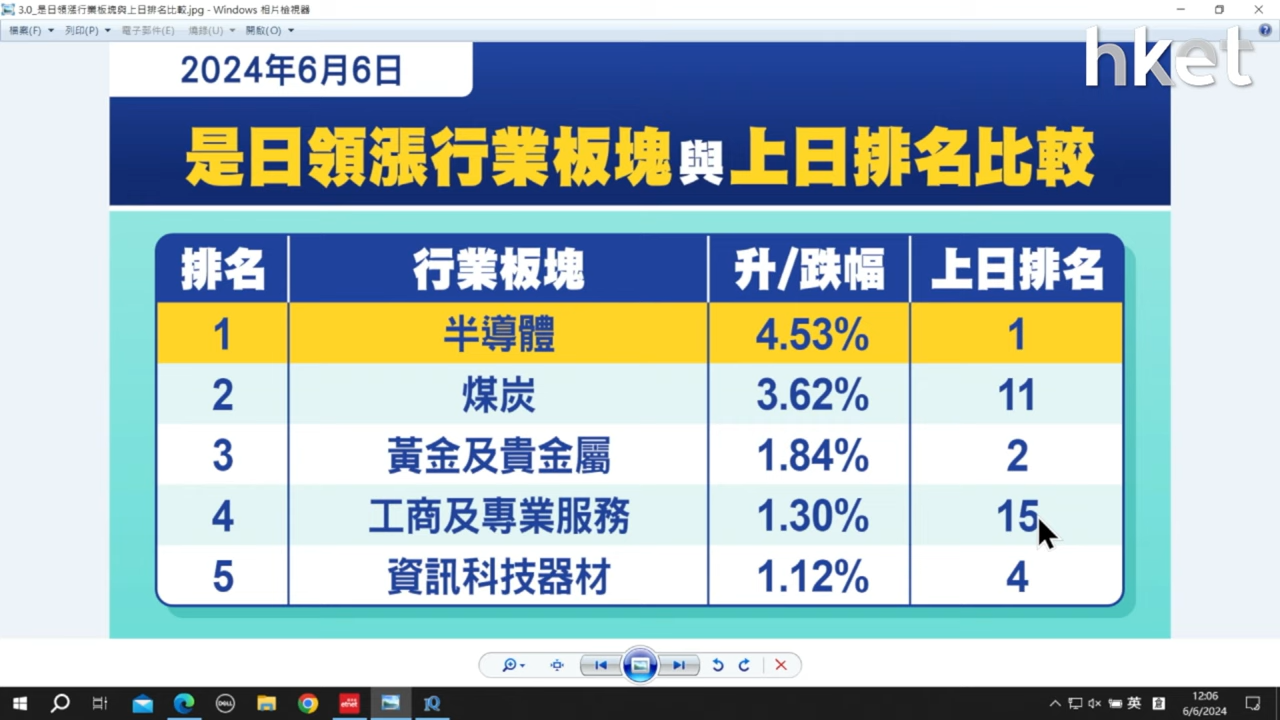 3.0_是日領漲行業板塊與上日排名比較.jpg - Windows 相片檢視器
檔案(F) 列印(P) 電子郵件(E) 燒錄(U) 開啟(O)
hket
2024年6月6日
是日領漲行業板塊與上日排名比較
排名 行業板塊 升/跌幅 上日排名
1 半導體 4.53% 1
2 煤炭 3.62% 11
3 黃金及貴金屬 1.84% 2
4 工商及專業服務 1.30% 15
5 資訊科技器材 1.12% 4
DELL etnet IQ 英 12:06
6/6/2024